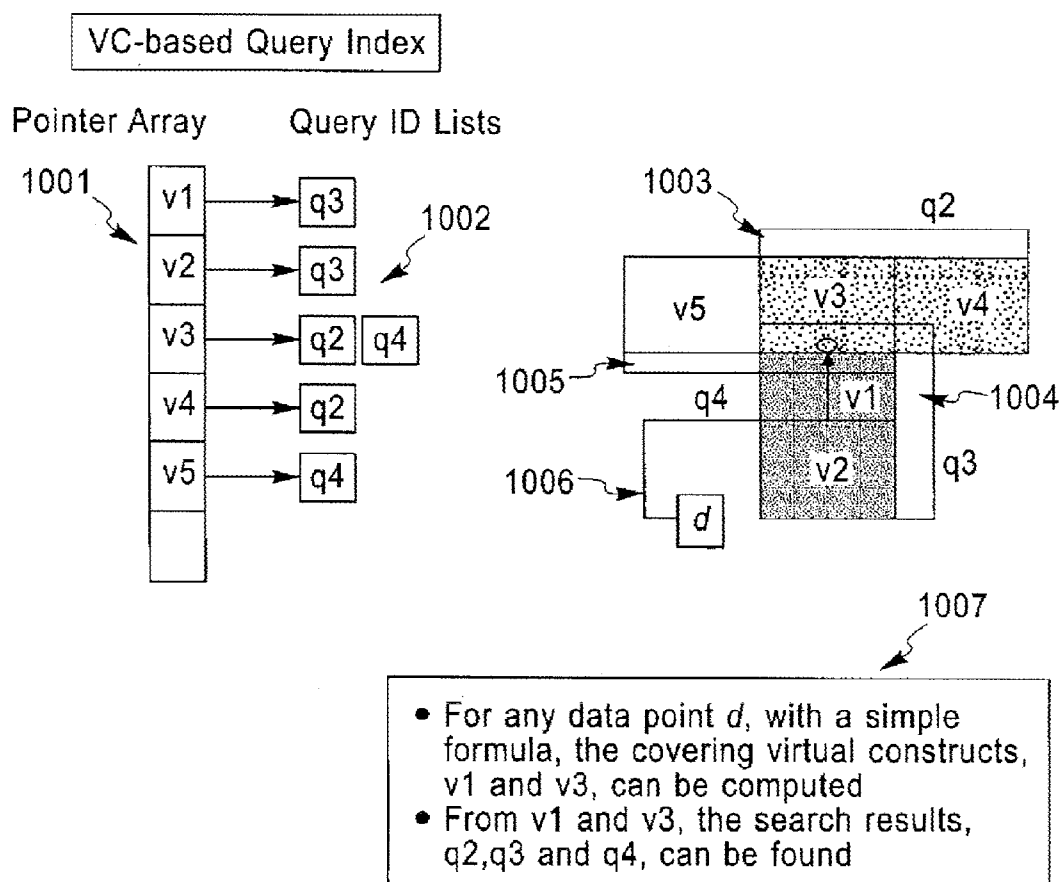 VC-based Query Index
Pointer Array
Query ID Lists
1001
v1
q3
v2
q3
1002
v3
q2
q4
v4
q2
v5
q4
1003
q2
v5
v3
v4
1005
q4
v1
1004
v2
q3
1006
d
1007
• For any data point d, with a simple
formula, the covering virtual constructs,
v1 and v3, can be computed
• From v1 and v3, the search results,
q2,q3 and q4, can be found